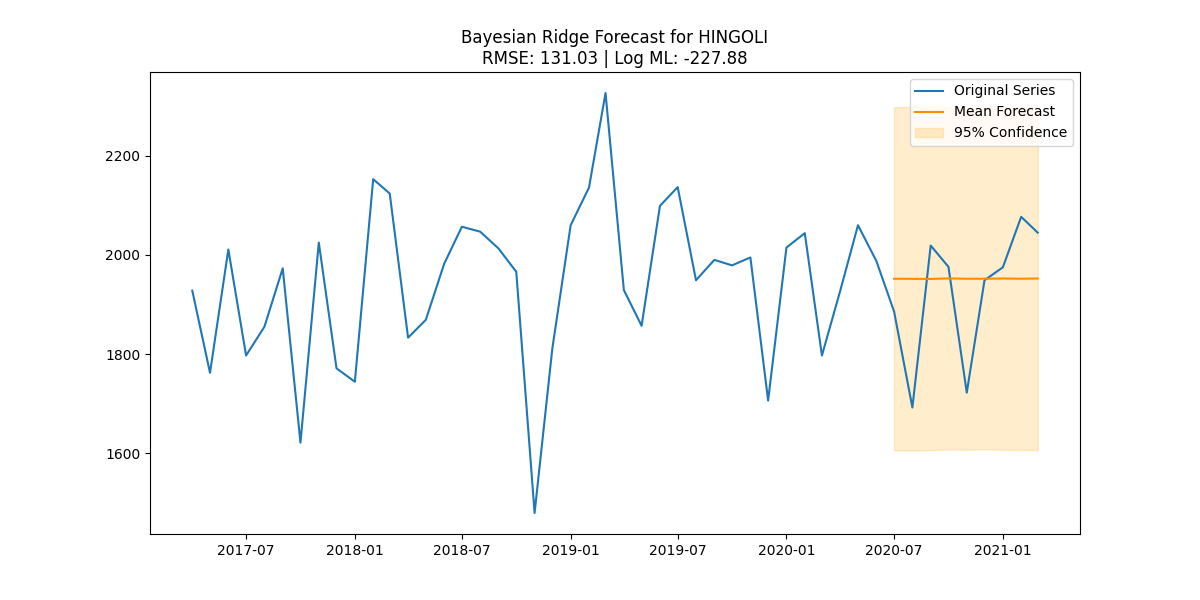 Bayesian Ridge Forecast for HINGOLI
RMSE: 131.03 | Log ML: -227.88
Original Series
Mean Forecast
95% Confidence
2200
2000
1800
1600
2017-07
2018-01
2018-07
2019-01
2019-07
2020-01
2020-07
2021-01